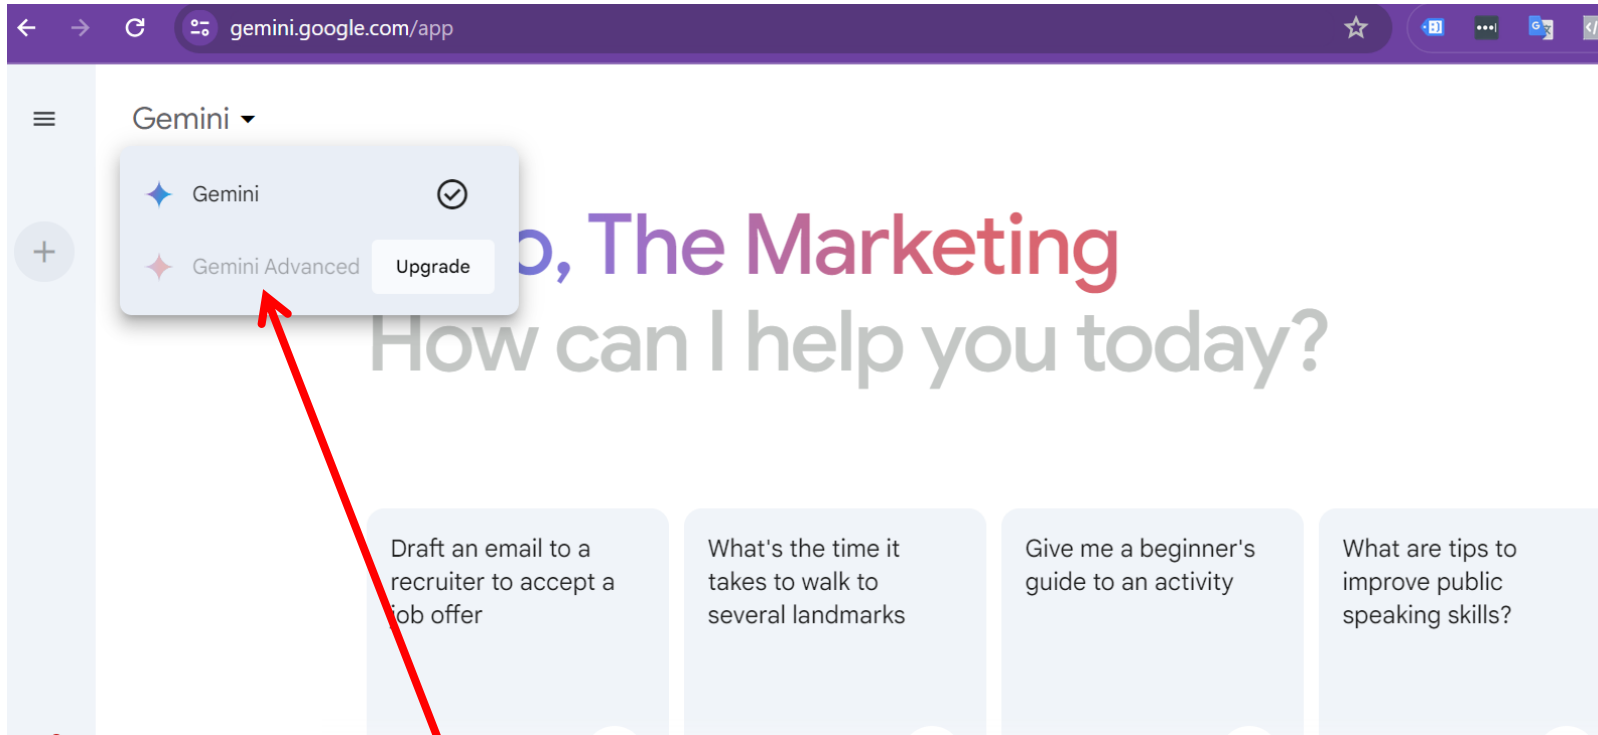 gemini.google.com/app
Gemini
Gemini
Gemini Advanced Upgrade
o, The Marketing
How can I help you today?
Draft an email to a
recruiter to accept a
job offer
What's the time it
takes to walk to
several landmarks
Give me a beginner's
guide to an activity
What are tips to
improve public
speaking skills?